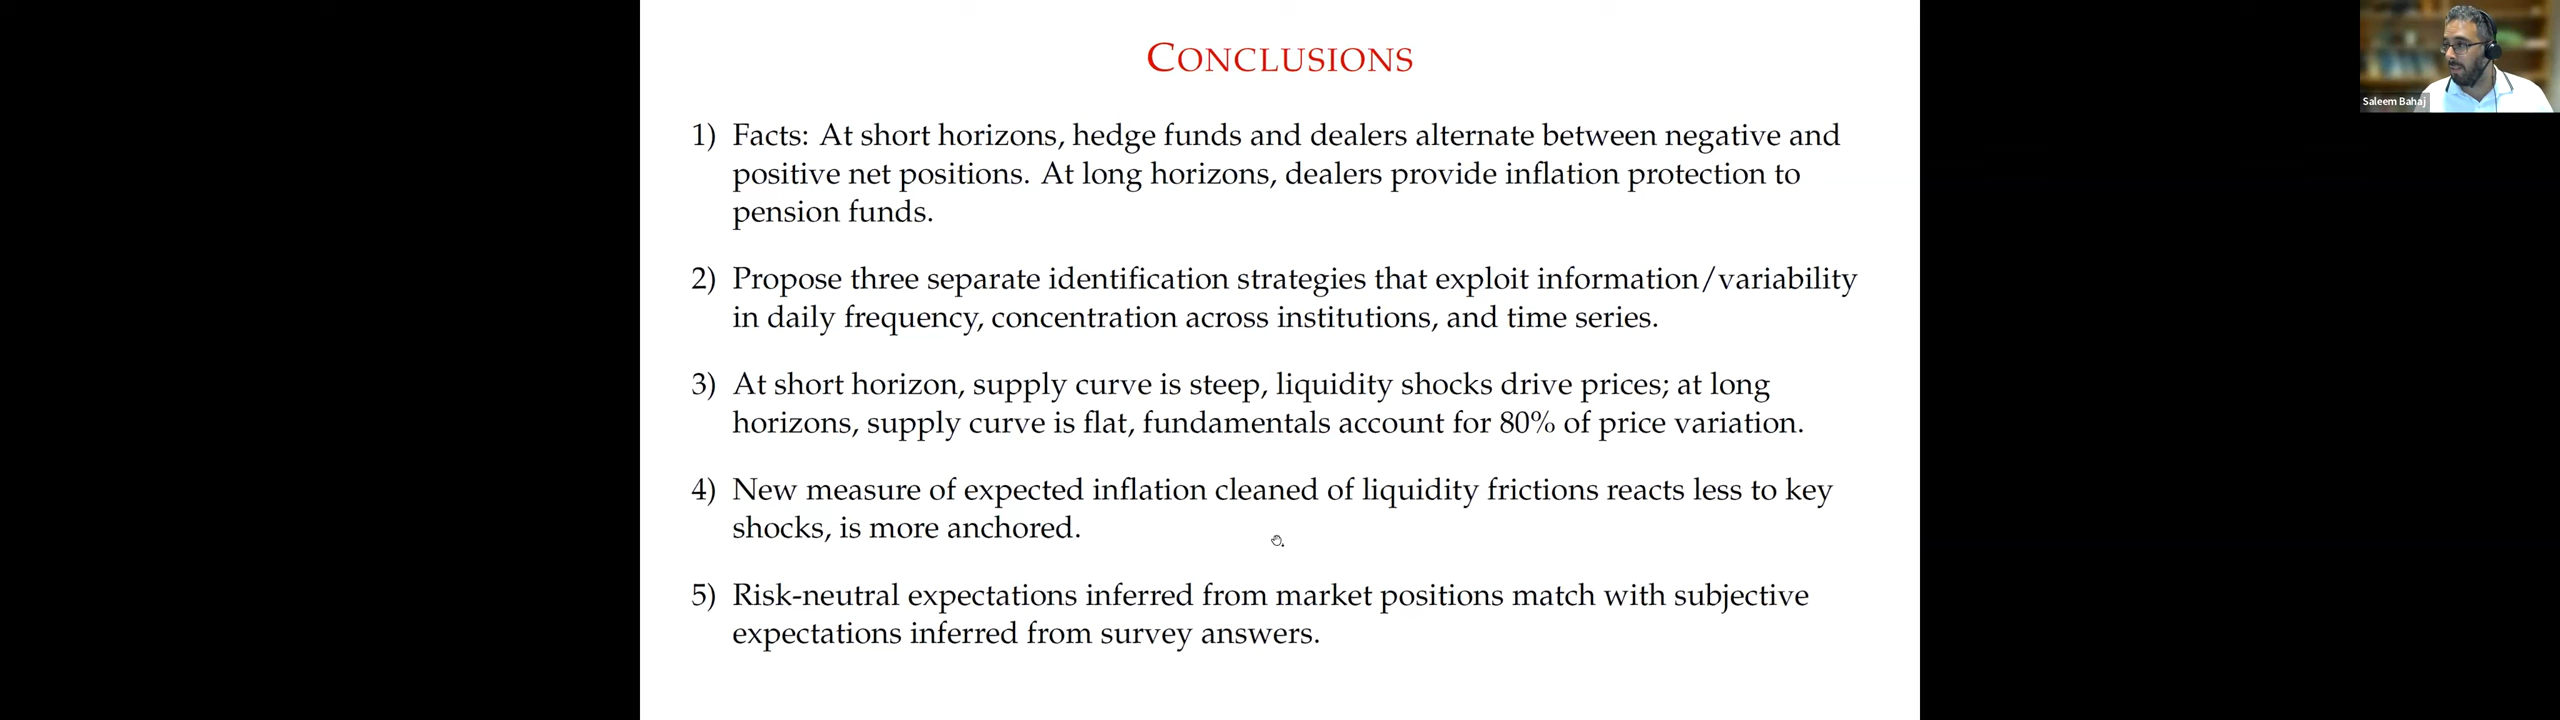 CONCLUSIONS
Saleem Bahaj
1) Facts: At short horizons, hedge funds and dealers alternate between negative and
positive net positions. At long horizons, dealers provide inflation protection to
pension funds.
2) Propose three separate identification strategies that exploit information/variability
in daily frequency, concentration across institutions, and time series.
3) At short horizon, supply curve is steep, liquidity shocks drive prices; at long
horizons, supply curve is flat, fundamentals account for 80% of price variation.
4) New measure of expected inflation cleaned of liquidity frictions reacts less to key
shocks, is more anchored.
5) Risk-neutral expectations inferred from market positions match with subjective
expectations inferred from survey answers.